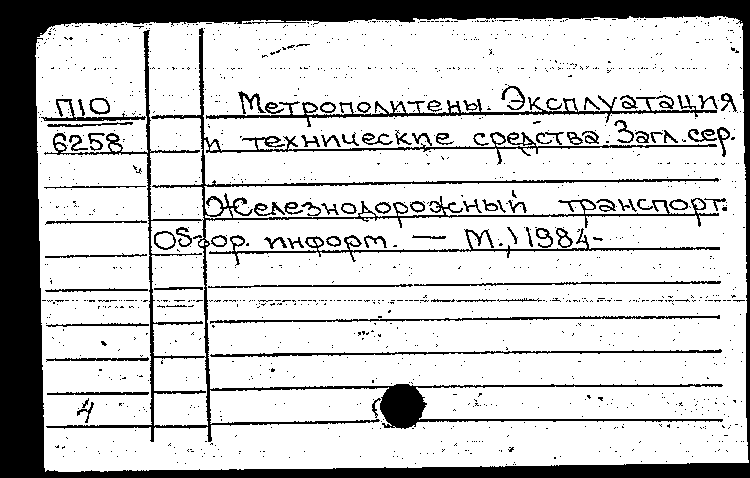 П10 Метрополитены. Эксплуатация
6258 и технические средства. Загл. сер.
Железнодорожный транспорт:
Обзор. информ. — М., 1984-
4